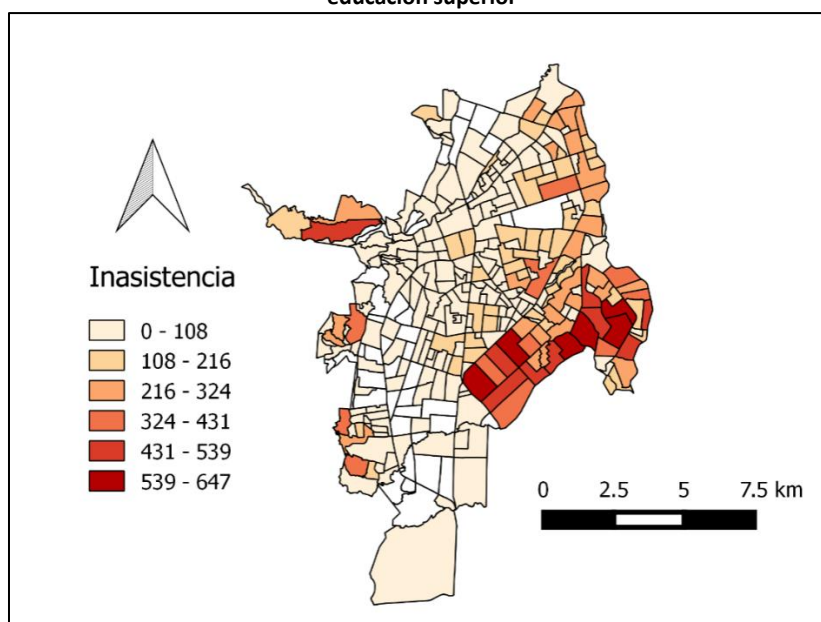 educación superior
Inasistencia
0 - 108
108 - 216
216 - 324
324 - 431
431 - 539
539 - 647
0 2.5 5 7.5 km